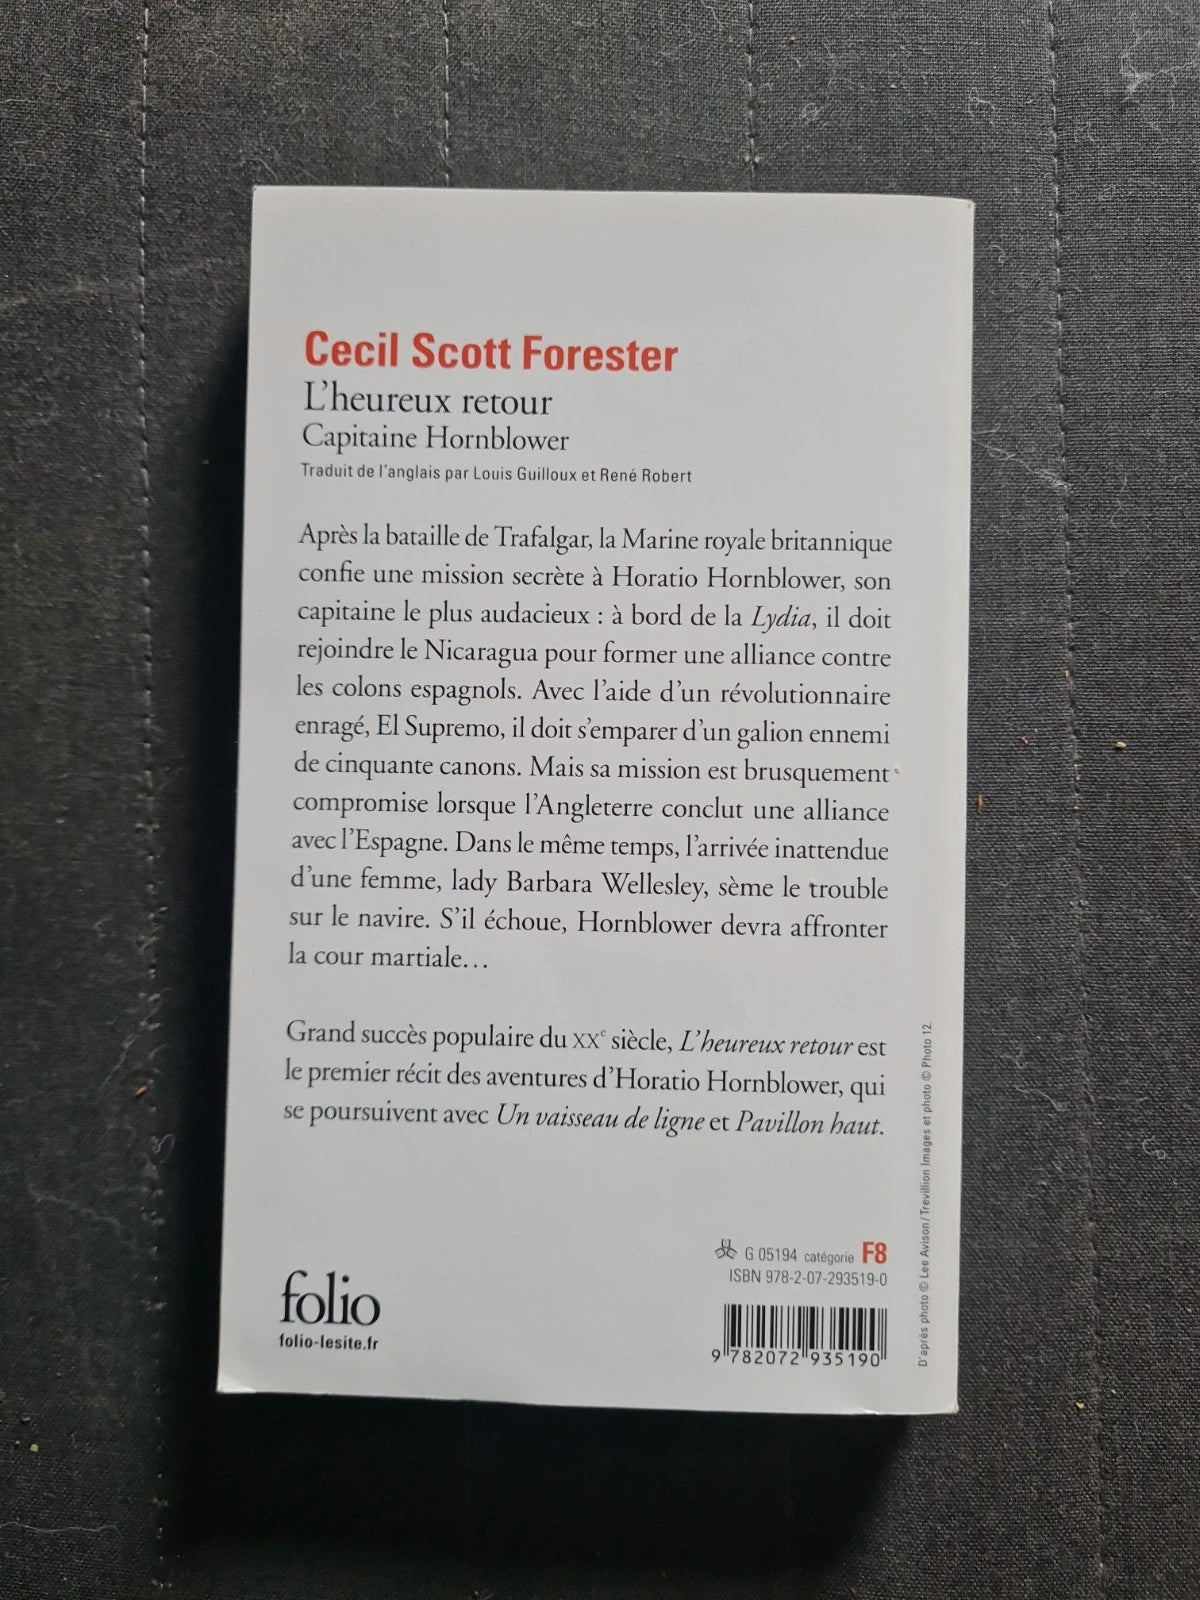 Cecil Scott Forester
L'heureux retour
Capitaine Hornblower
Traduit de l'anglais par Louis Guilloux et René Robert
Après la bataille de Trafalgar, la Marine royale britannique
confie une mission secrète à Horatio Hornblower, son
capitaine le plus audacieux : à bord de la Lydia, il doit
rejoindre le Nicaragua pour former une alliance contre
les colons espagnols. Avec l'aide d'un révolutionnaire
enragé, El Supremo, il doit s'emparer d'un galion ennemi
de cinquante canons. Mais sa mission est brusquement
compromise lorsque l'Angleterre conclut une alliance
avec l'Espagne. Dans le même temps, l'arrivée inattendue
d'une femme, lady Barbara Wellesley, sème le trouble
sur le navire. S'il échoue, Hornblower devra affronter
la cour martiale…
Grand succès populaire du XXe siècle, L'heureux retour est
le premier récit des aventures d'Horatio Hornblower, qui
se poursuivent avec Un vaisseau de ligne et Pavillon haut.
folio
folio-lesite.fr
G 05194 catégorie F8
ISBN 978-2-07-293519-0
9 782072 935190
D'après photo © Lee Avison / Trevillion Images et photo © Photo 12.